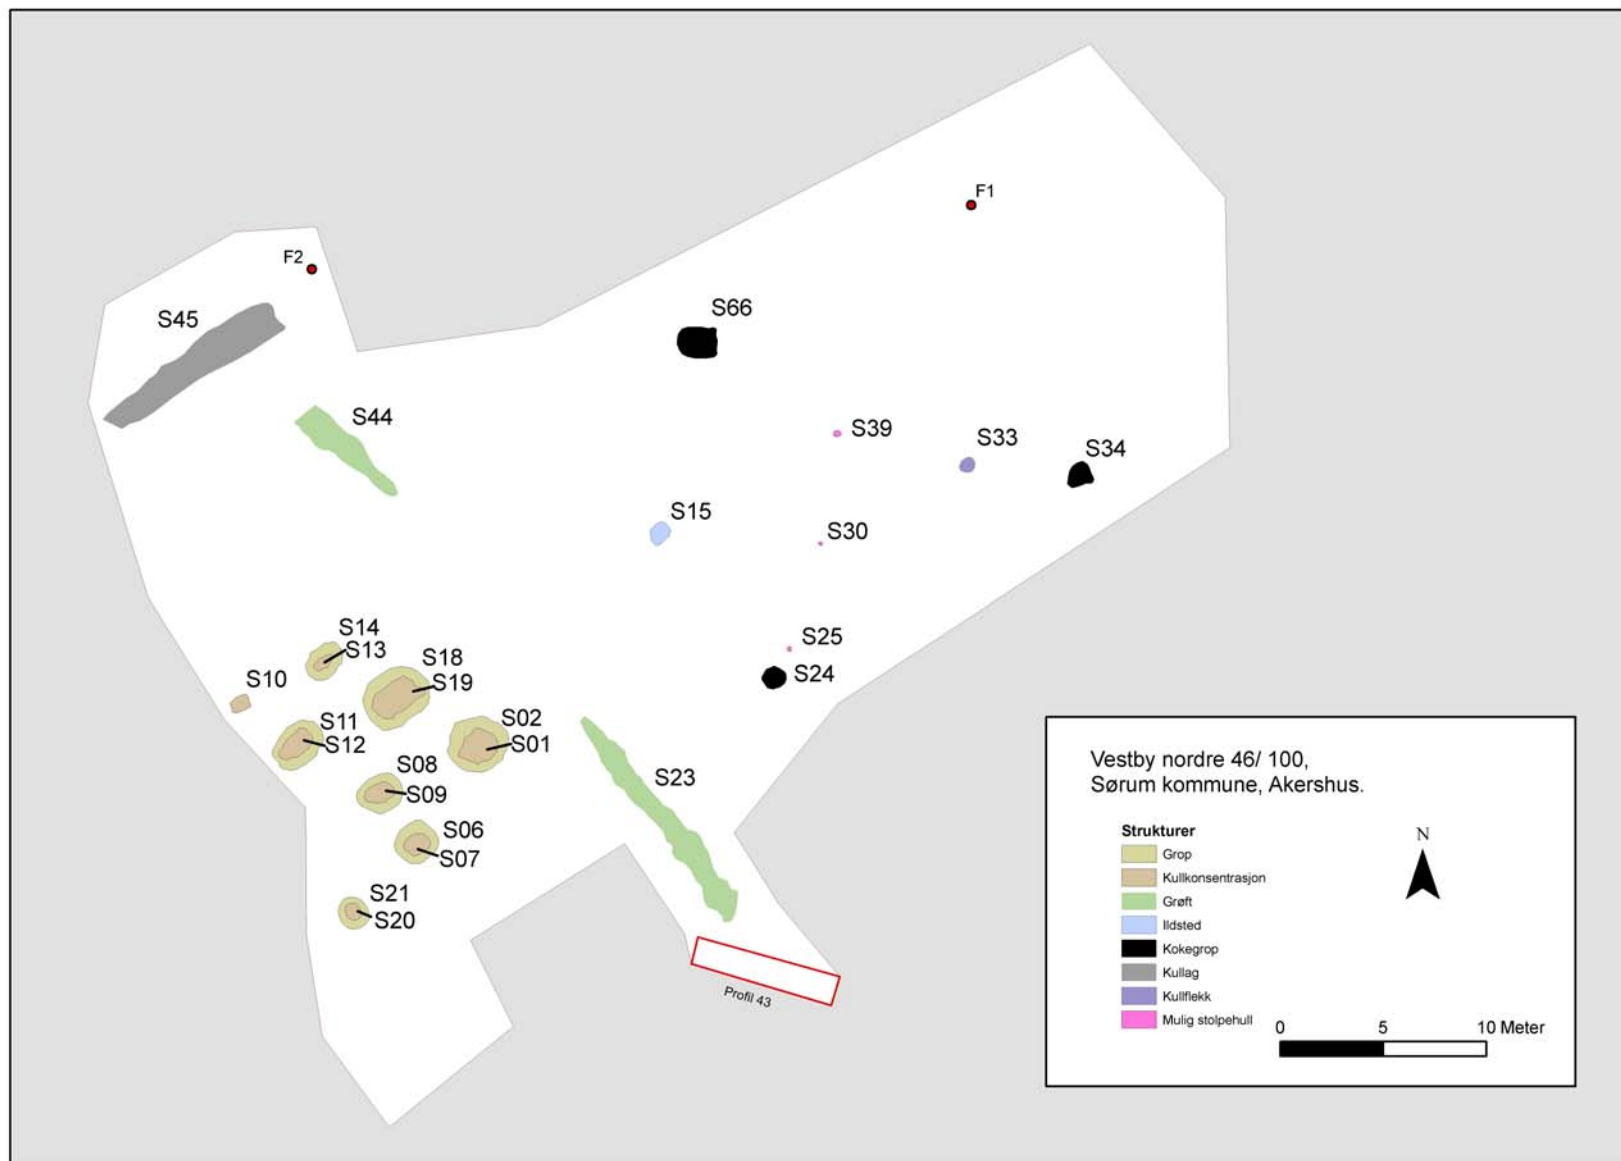 F1
F2
S66
S45
S44
S39
S33
S34
S15
S30
S14
S13
S25
S10
S18
S24
S19
S11
S02
S12
S01
S08
S23
S09
S06
S07
S21
S20
Profil 43
Vestby nordre 46/ 100,
Sørum kommune, Akershus.
Strukturer
Grop
Kullkonsentrasjon
Grøft
Ildsted
Kokegrop
Kullag
Kullflekk
Mulig stolpehull
N
0 5 10 Meter